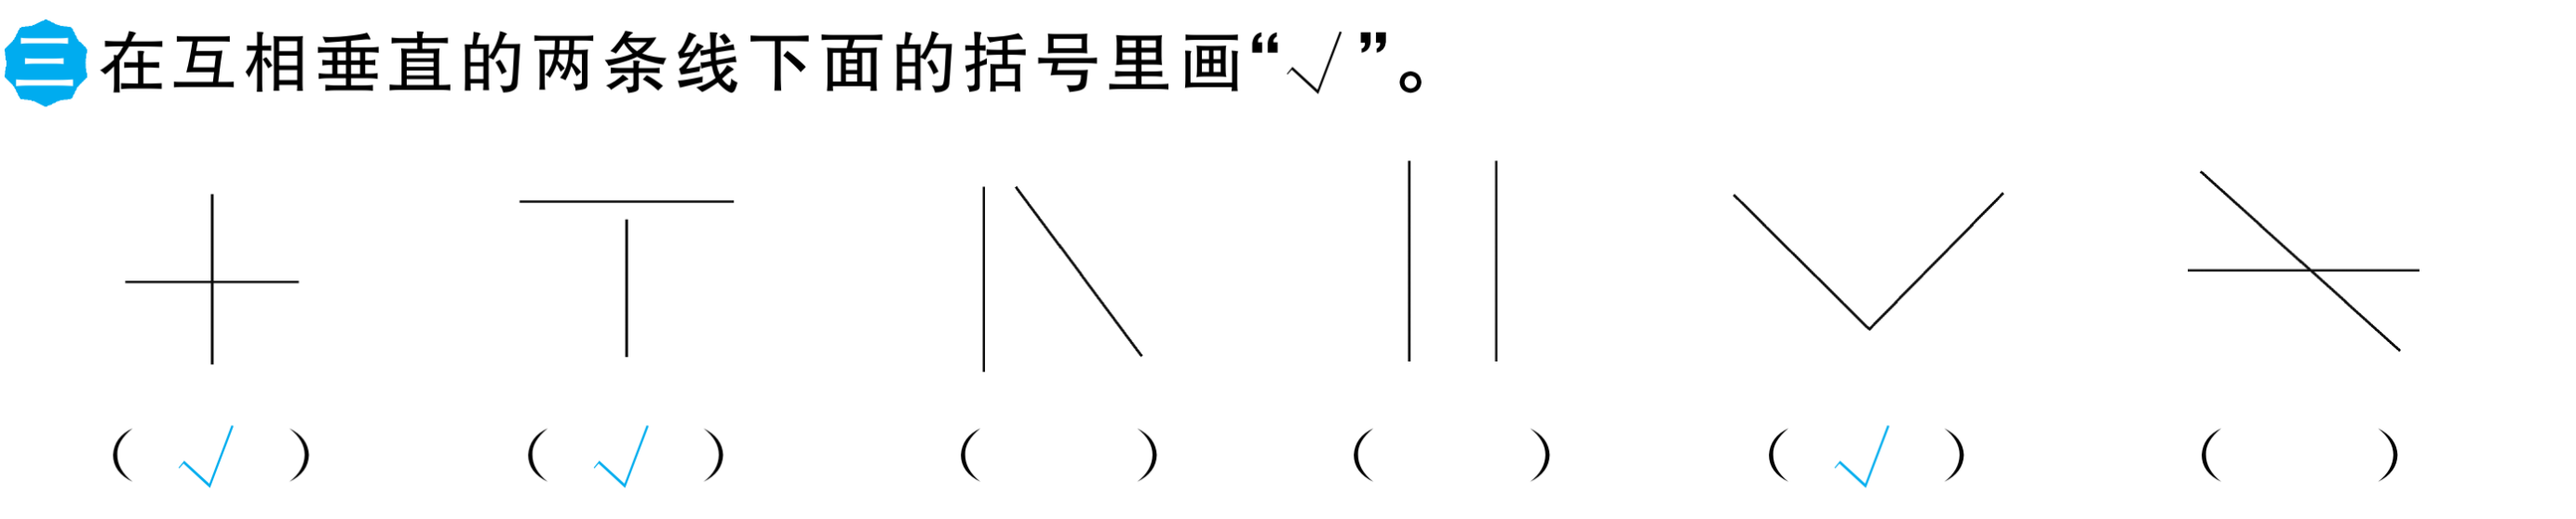 三 在互相垂直的两条线下面的括号里画“√”。
( √ ) ( √ ) ( ) ( ) ( √ ) ( )